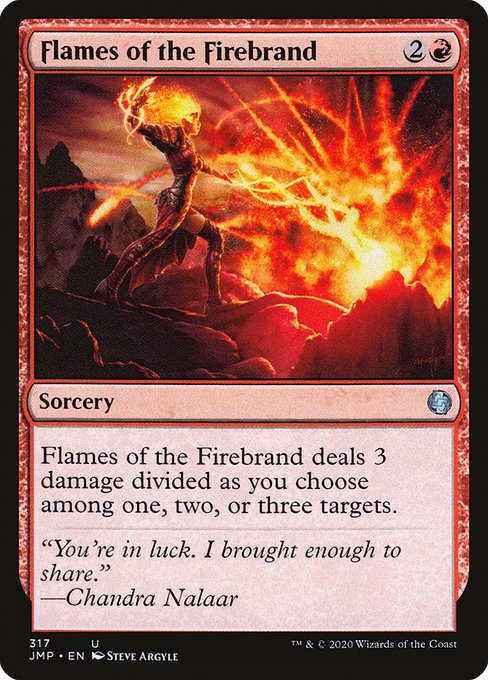 Flames of the Firebrand 2
Sorcery
Flames of the Firebrand deals 3
damage divided as you choose
among one, two, or three targets.
“You’re in luck. I brought enough to
share.”
—Chandra Nalaar
317 U
JMP • EN Steve Argyle
™ & © 2020 Wizards of the Coast